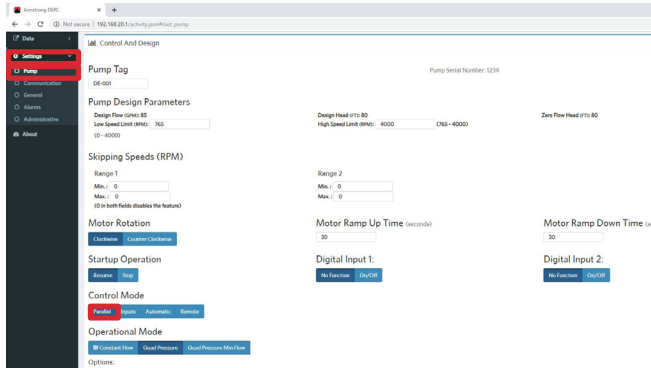 Armstrong DEPC × +
Not secure | 192.168.20.1/activity.json#/set_pump
Data
Settings
Pump
Communication
General
Alarms
Administrative
About
Control And Design
Pump Tag
Pump Serial Number: 1234
DE-001
Pump Design Parameters
Design Flow (GPM): 85 Design Head (FT): 80 Zero Flow Head (FT): 80
Low Speed Limit (RPM): 765 High Speed Limit (RPM): 4000 (765 - 4000)
(0 - 4000)
Skipping Speeds (RPM)
Range 1 Range 2
Min.: 0 Min.: 0
Max.: 0 Max.: 0
(0 in both fields disables the feature)
Motor Rotation Motor Ramp Up Time (seconds) Motor Ramp Down Time
Clockwise Counter Clockwise 30 30
Startup Operation Digital Input 1: Digital Input 2:
Resume Stop No Function On/Off No Function On/Off
Control Mode
Parallel Inputs Automatic Remote
Operational Mode
Constant Flow Quad Pressure Quad Pressure Min Flow
Options: